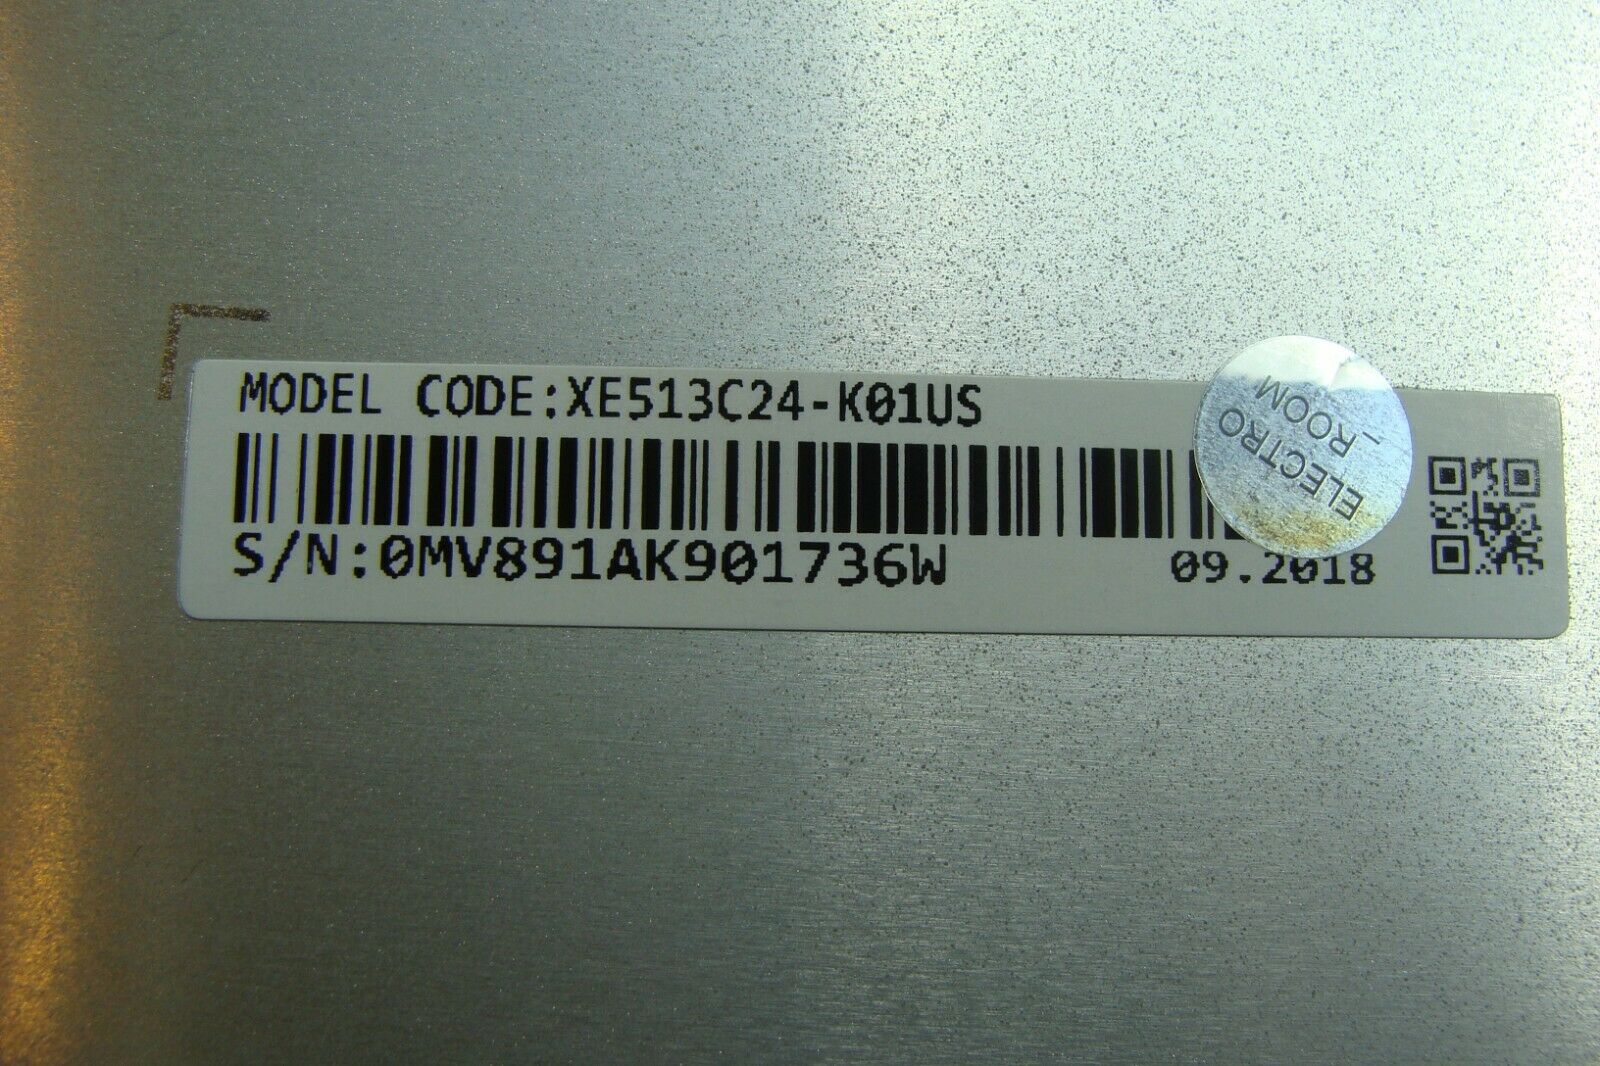 MODEL CODE:XE513C24-K01US
S/N:0MV891AK901736W
09.2018
ELECTRO
_ROOM